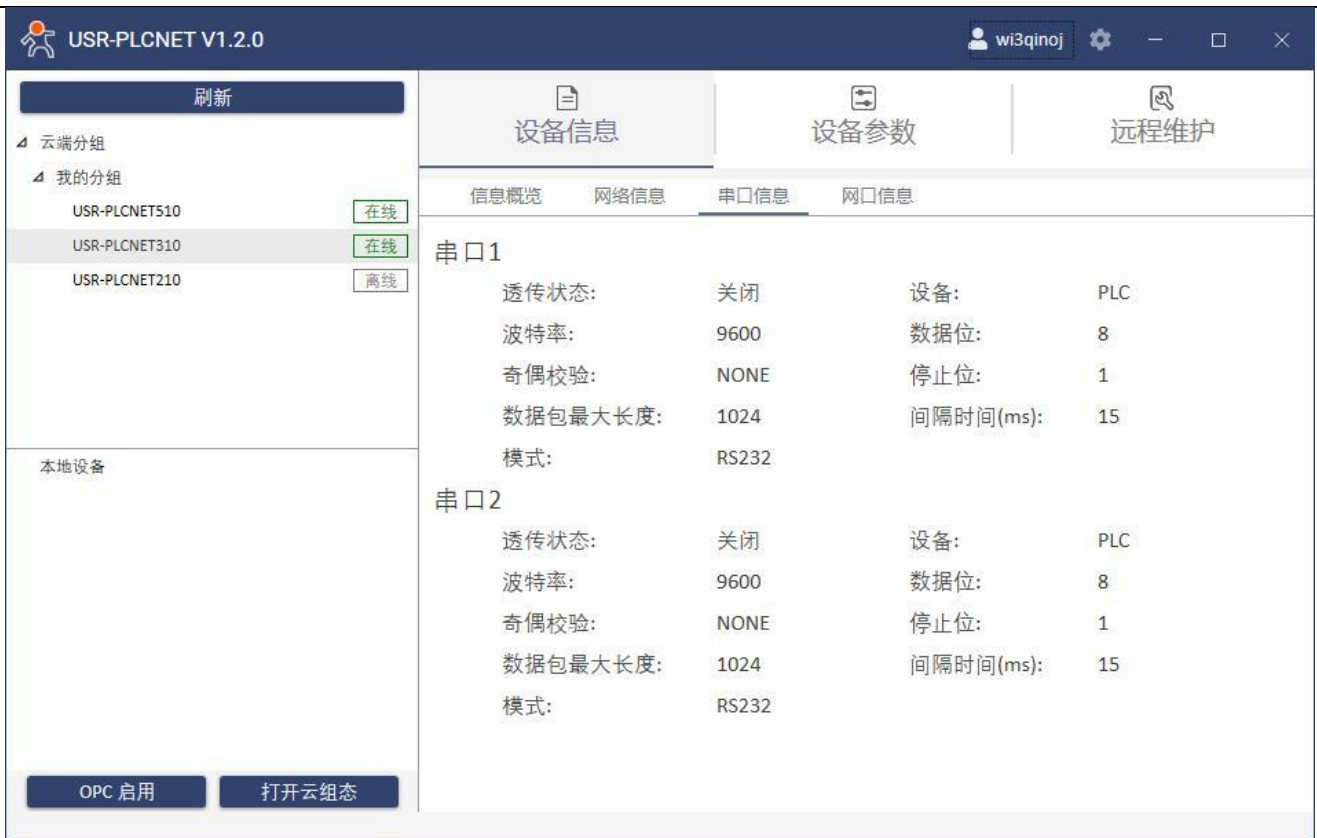 USR-PLCNET V1.2.0
wi3qinoj
刷新
云端分组
我的分组
USR-PLCNET510 在线
USR-PLCNET310 在线
USR-PLCNET210 离线
本地设备
OPC 启用 打开云组态
设备信息 设备参数 远程维护
信息概览 网络信息 串口信息 网口信息
串口1
透传状态: 关闭 设备: PLC
波特率: 9600 数据位: 8
奇偶校验: NONE 停止位: 1
数据包最大长度: 1024 间隔时间(ms): 15
模式: RS232
串口2
透传状态: 关闭 设备: PLC
波特率: 9600 数据位: 8
奇偶校验: NONE 停止位: 1
数据包最大长度: 1024 间隔时间(ms): 15
模式: RS232